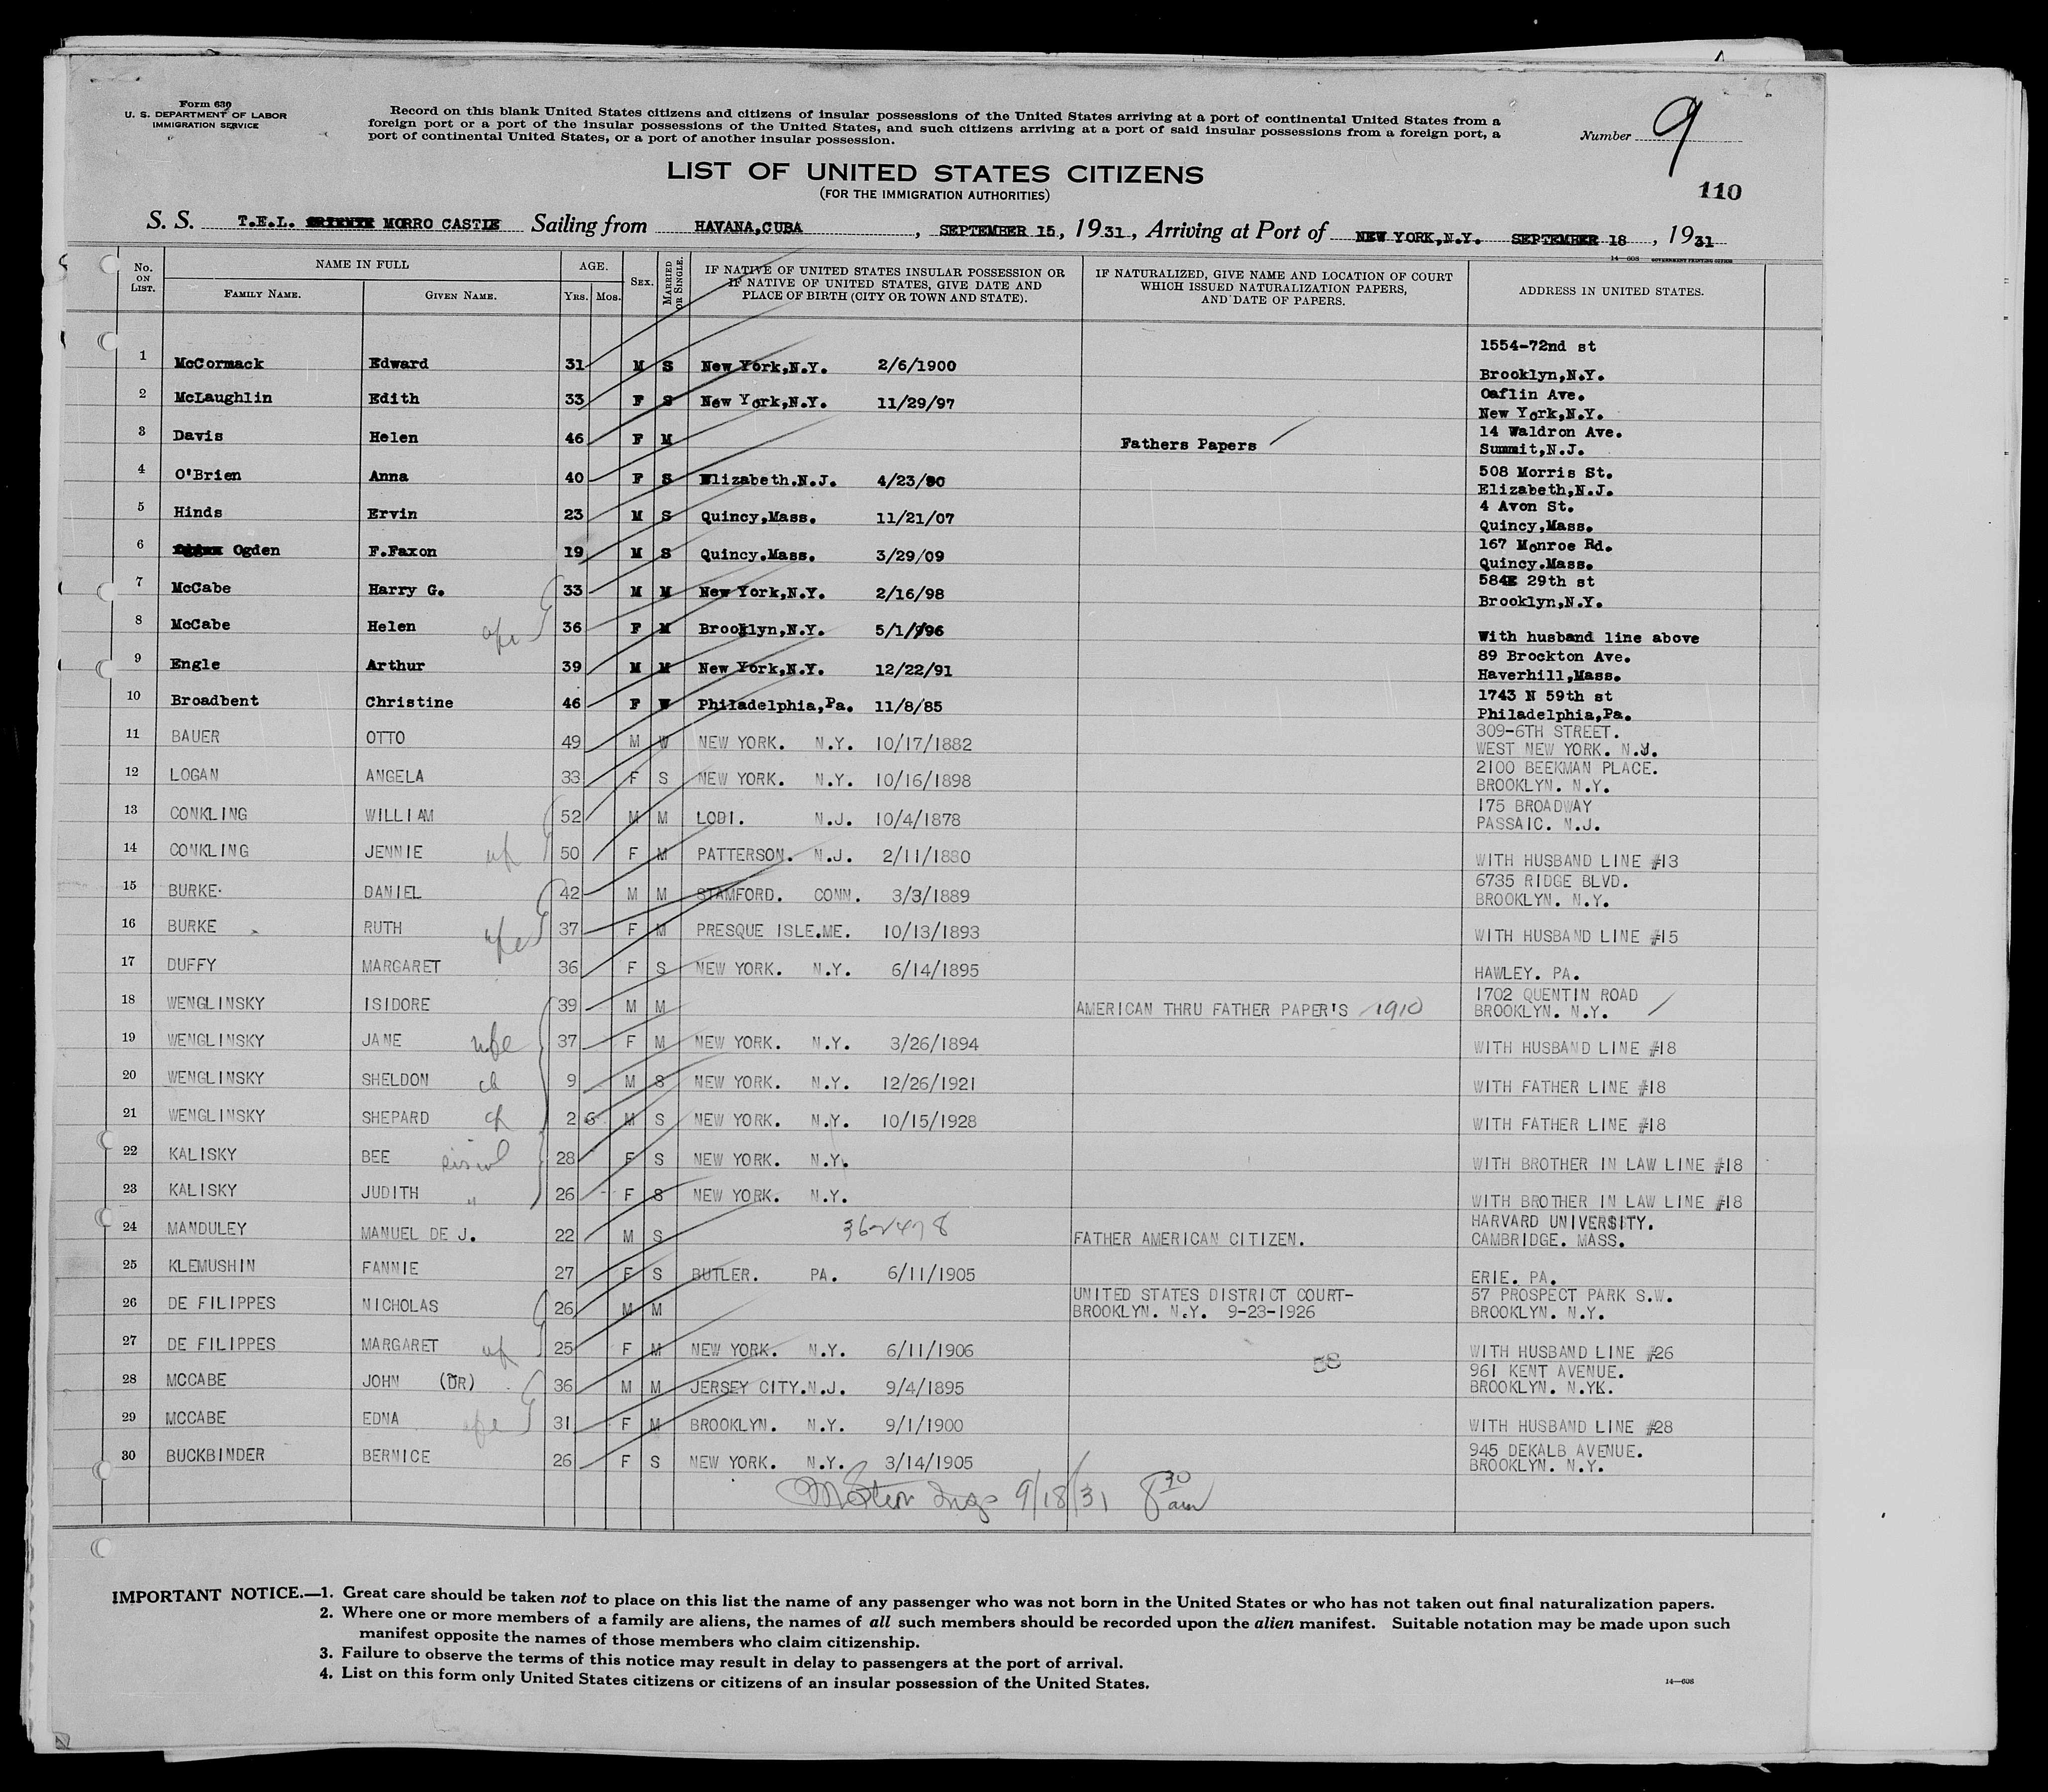 Form 630
U. S. DEPARTMENT OF LABOR
IMMIGRATION SERVICE
Record on this blank United States citizens and citizens of insular possessions of the United States arriving at a port of continental United States from a
foreign port or a port of the insular possessions of the United States, and such citizens arriving at a port of said insular possessions from a foreign port, a
port of continental United States, or a port of another insular possession.
Number 9
LIST OF UNITED STATES CITIZENS
(FOR THE IMMIGRATION AUTHORITIES)
110
S. S. T.E.L. MORRO CASTLE Sailing from HAVANA,CUBA, SEPTEMBER 15, 1931, Arriving at Port of NEW YORK,N.Y. SEPTEMBER 18, 1931
14—608 GOVERNMENT PRINTING OFFICE
No. ON LIST. NAME IN FULL AGE. SEX. MARRIED OR SINGLE. IF NATIVE OF UNITED STATES INSULAR POSSESSION OR IF NATIVE OF UNITED STATES, GIVE DATE AND PLACE OF BIRTH (CITY OR TOWN AND STATE). IF NATURALIZED, GIVE NAME AND LOCATION OF COURT WHICH ISSUED NATURALIZATION PAPERS, AND DATE OF PAPERS. ADDRESS IN UNITED STATES.
FAMILY NAME. GIVEN NAME. YRS. MOS.
1 McCormack Edward 31 M S New York,N.Y. 2/6/1900 1554-72nd st Brooklyn,N.Y.
2 McLaughlin Edith 33 F S New York,N.Y. 11/29/97 Oaflin Ave. New York,N.Y.
3 Davis Helen 46 F M Fathers Papers 14 Waldron Ave. Summit,N.J.
4 O'Brien Anna 40 F S Elizabeth.N.J. 4/23/90 508 Morris St. Elizabeth,N.J.
5 Hinds Ervin 23 M S Quincy,Mass. 11/21/07 4 Avon St. Quincy,Mass.
6 Ogden F.Faxon 19 M S Quincy.Mass. 3/29/09 167 Monroe Rd. Quincy.Mass.
7 McCabe Harry G. 33 M M New York,N.Y. 2/16/98 584 29th st Brooklyn,N.Y.
8 McCabe Helen 36 F M Brooklyn,N.Y. 5/1/996 With husband line above
9 Engle Arthur 39 M M New York,N.Y. 12/22/91 89 Brockton Ave. Haverhill,Mass.
10 Broadbent Christine 46 F W Philadelphia,Pa. 11/8/85 1743 N 59th st Philadelphia,Pa.
11 BAUER OTTO 49 M W NEW YORK. N.Y. 10/17/1882 309-6TH STREET. WEST NEW YORK. N.J.
12 LOGAN ANGELA 33 F S NEW YORK. N.Y. 10/16/1898 2100 BEEKMAN PLACE. BROOKLYN. N.Y.
13 CONKLING WILLIAM 52 M M LODI. N.J. 10/4/1878 175 BROADWAY PASSAIC. N.J.
14 CONKLING JENNIE wf 50 F M PATTERSON. N.J. 2/11/1880 WITH HUSBAND LINE #13
15 BURKE. DANIEL 42 M M STAMFORD. CONN. 3/3/1889 6735 RIDGE BLVD. BROOKLYN. N.Y.
16 BURKE RUTH wfe 37 F M PRESQUE ISLE.ME. 10/13/1893 WITH HUSBAND LINE #15
17 DUFFY MARGARET 36 F S NEW YORK. N.Y. 6/14/1895 HAWLEY. PA.
18 WENGLINSKY ISIDORE 39 M M AMERICAN THRU FATHER PAPER'S 1910 1702 QUENTIN ROAD BROOKLYN. N.Y.
19 WENGLINSKY JANE wfe 37 F M NEW YORK. N.Y. 3/26/1894 WITH HUSBAND LINE #18
20 WENGLINSKY SHELDON ch 9 M S NEW YORK. N.Y. 12/26/1921 WITH FATHER LINE #18
21 WENGLINSKY SHEPARD ch 2 6 M S NEW YORK. N.Y. 10/15/1928 WITH FATHER LINE #18
22 KALISKY BEE 28 F S NEW YORK. N.Y. WITH BROTHER IN LAW LINE #18
23 KALISKY JUDITH " 26 F S NEW YORK. N.Y. WITH BROTHER IN LAW LINE #18
24 MANDULEY MANUEL DE J. 22 M S FATHER AMERICAN CITIZEN. HARVARD UNIVERSITY. CAMBRIDGE. MASS.
25 KLEMUSHIN FANNIE 27 F S BUTLER. PA. 6/11/1905 ERIE. PA.
26 DE FILIPPES NICHOLAS 26 M M UNITED STATES DISTRICT COURT- BROOKLYN. N.Y. 9-23-1926 57 PROSPECT PARK S.W. BROOKLYN. N.Y.
27 DE FILIPPES MARGARET wf 25 F M NEW YORK. N.Y. 6/11/1906 WITH HUSBAND LINE #26
28 MCCABE JOHN (DR) 36 M M JERSEY CITY.N.J. 9/4/1895 961 KENT AVENUE. BROOKLYN. N.YK.
29 MCCABE EDNA wfe 31 F M BROOKLYN. N.Y. 9/1/1900 WITH HUSBAND LINE #28
30 BUCKBINDER BERNICE 26 F S NEW YORK. N.Y. 3/14/1905 945 DEKALB AVENUE. BROOKLYN. N.Y.
9/18/31 8 30 am
IMPORTANT NOTICE.—1. Great care should be taken not to place on this list the name of any passenger who was not born in the United States or who has not taken out final naturalization papers.
2. Where one or more members of a family are aliens, the names of all such members should be recorded upon the alien manifest. Suitable notation may be made upon such
manifest opposite the names of those members who claim citizenship.
3. Failure to observe the terms of this notice may result in delay to passengers at the port of arrival.
4. List on this form only United States citizens or citizens of an insular possession of the United States.
14—608